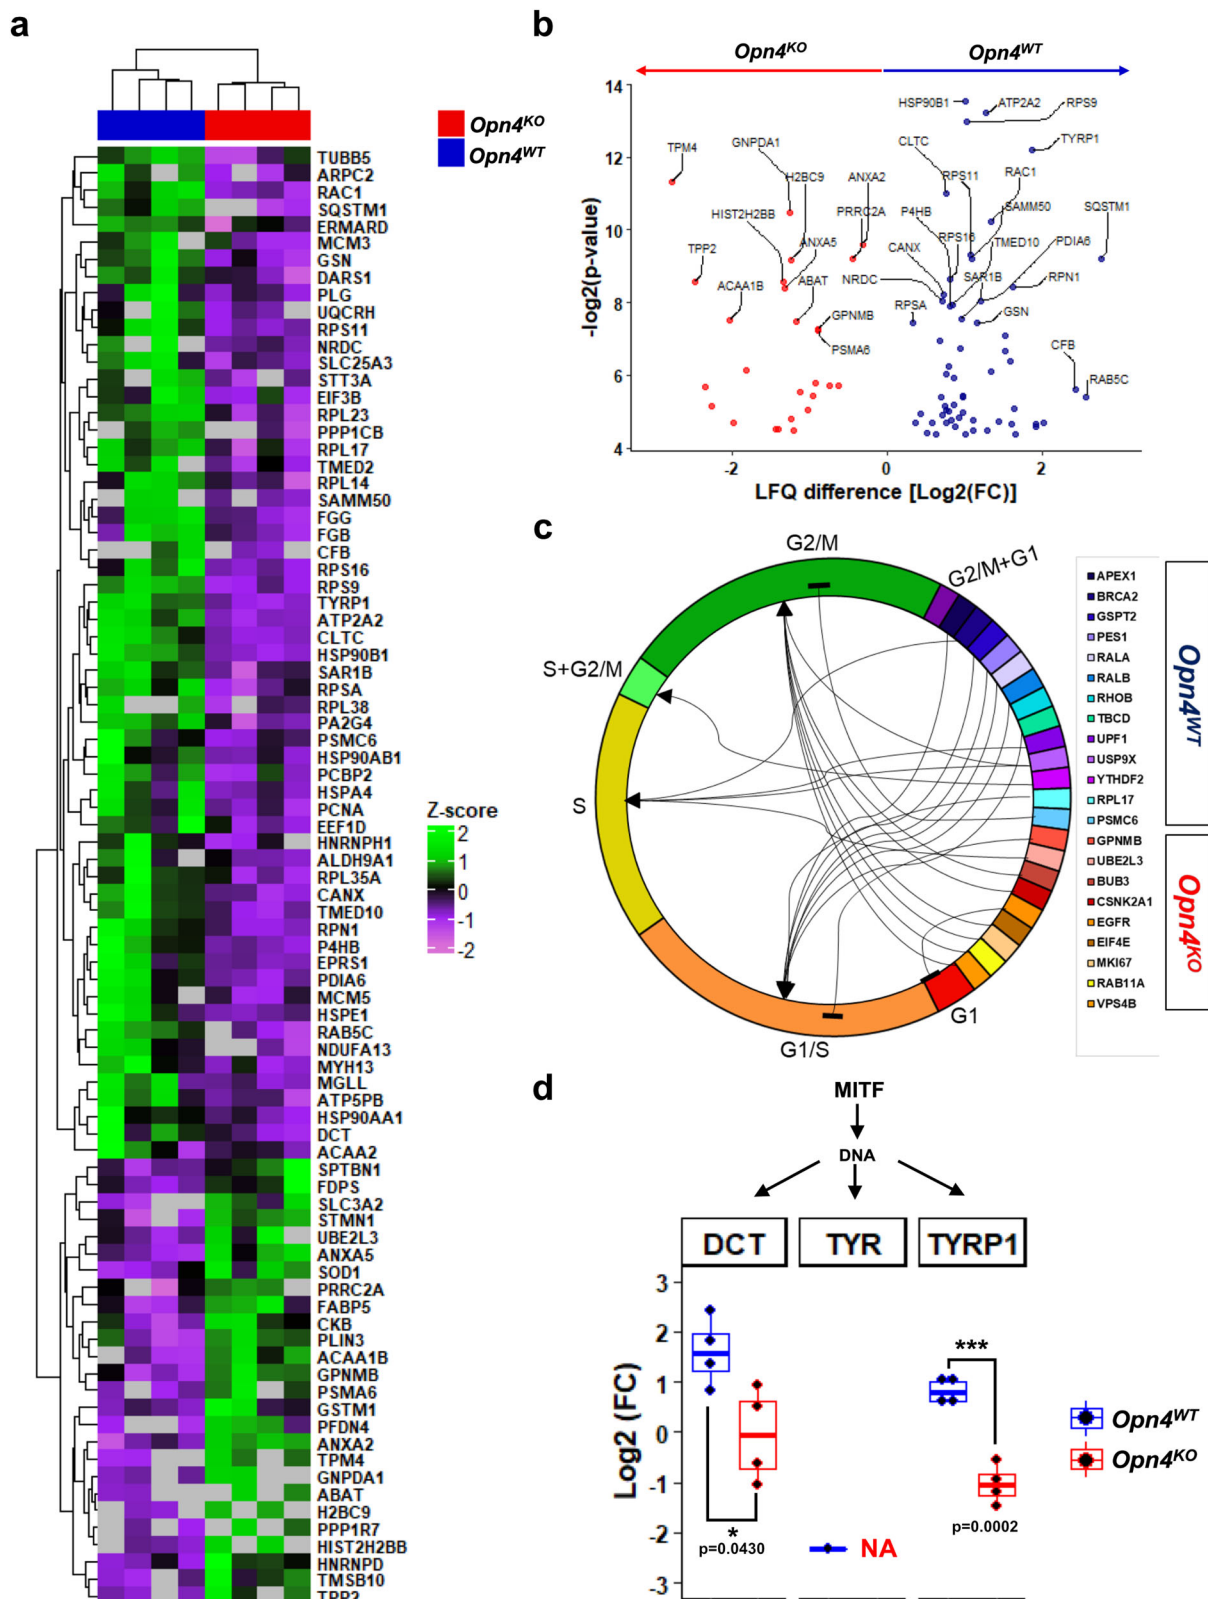 a
Opn4KO
Opn4WT
TUBB5
ARPC2
RAC1
SQSTM1
ERMARD
MCM3
GSN
DARS1
PLG
UQCRH
RPS11
NRDC
SLC25A3
STT3A
EIF3B
RPL23
PPP1CB
RPL17
TMED2
RPL14
SAMM50
FGG
FGB
CFB
RPS16
RPS9
TYRP1
ATP2A2
CLTC
HSP90B1
SAR1B
RPSA
RPL38
PA2G4
PSMC6
HSP90AB1
PCBP2
HSPA4
PCNA
EEF1D
HNRNPH1
ALDH9A1
RPL35A
CANX
TMED10
RPN1
P4HB
EPRS1
PDIA6
MCM5
HSPE1
RAB5C
NDUFA13
MYH13
MGLL
ATP5PB
HSP90AA1
DCT
ACAA2
SPTBN1
FDPS
SLC3A2
STMN1
UBE2L3
ANXA5
SOD1
PRRC2A
FABP5
CKB
PLIN3
ACAA1B
GPNMB
PSMA6
GSTM1
PFDN4
ANXA2
TPM4
GNPDA1
ABAT
H2BC9
PPP1R7
HIST2H2BB
HNRNPD
TMSB10
TPP2
Z-score
2
1
0
-1
-2
b
Opn4KO
Opn4WT
14
12
10
8
6
4
-log2(p-value)
HSP90B1
ATP2A2
RPS9
TPM4
GNPDA1
CLTC
TYRP1
H2BC9
ANXA2
RPS11
RAC1
HIST2H2BB
PRRC2A
P4HB
SAMM50
SQSTM1
TPP2
ANXA5
CANX
RPS16
TMED10
PDIA6
ACAA1B
ABAT
NRDC
SAR1B
RPN1
GPNMB
RPSA
GSN
PSMA6
CFB
RAB5C
-2
0
2
LFQ difference [Log2(FC)]
c
G2/M
G2/M+G1
S+G2/M
S
G1/S
G1
APEX1
BRCA2
GSPT2
PES1
RALA
RALB
RHOB
TBCD
UPF1
USP9X
YTHDF2
RPL17
PSMC6
GPNMB
UBE2L3
BUB3
CSNK2A1
EGFR
EIF4E
MKI67
RAB11A
VPS4B
Opn4WT
Opn4KO
d
MITF
DNA
DCT
TYR
TYRP1
3
2
1
0
-1
-2
-3
Log2 (FC)
*
p=0.0430
NA
***
p=0.0002
Opn4WT
Opn4KO